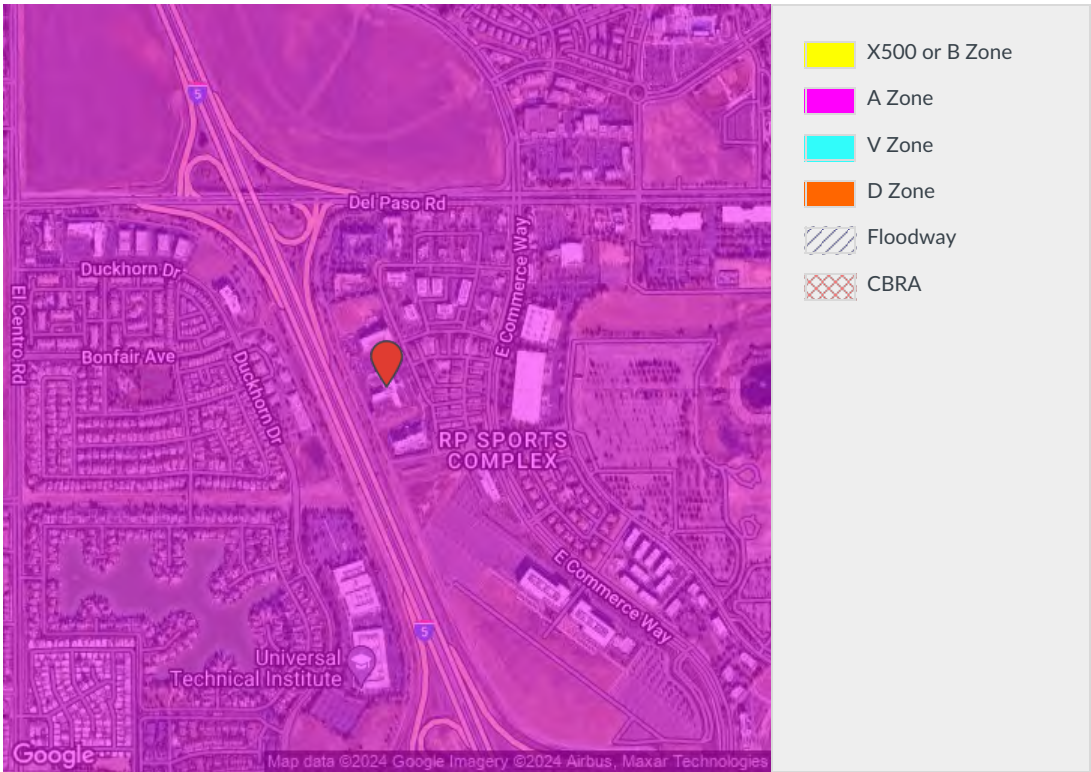 5
Del Paso Rd
Duckhorn Dr
El Centro Rd
Bonfair Ave
Duckhorn Dr
E Commerce Way
RP SPORTS
COMPLEX
E Commerce Way
5
Universal
Technical Institute
Google
Map data ©2024 Google Imagery ©2024 Airbus, Maxar Technologies
X500 or B Zone
A Zone
V Zone
D Zone
Floodway
CBRA